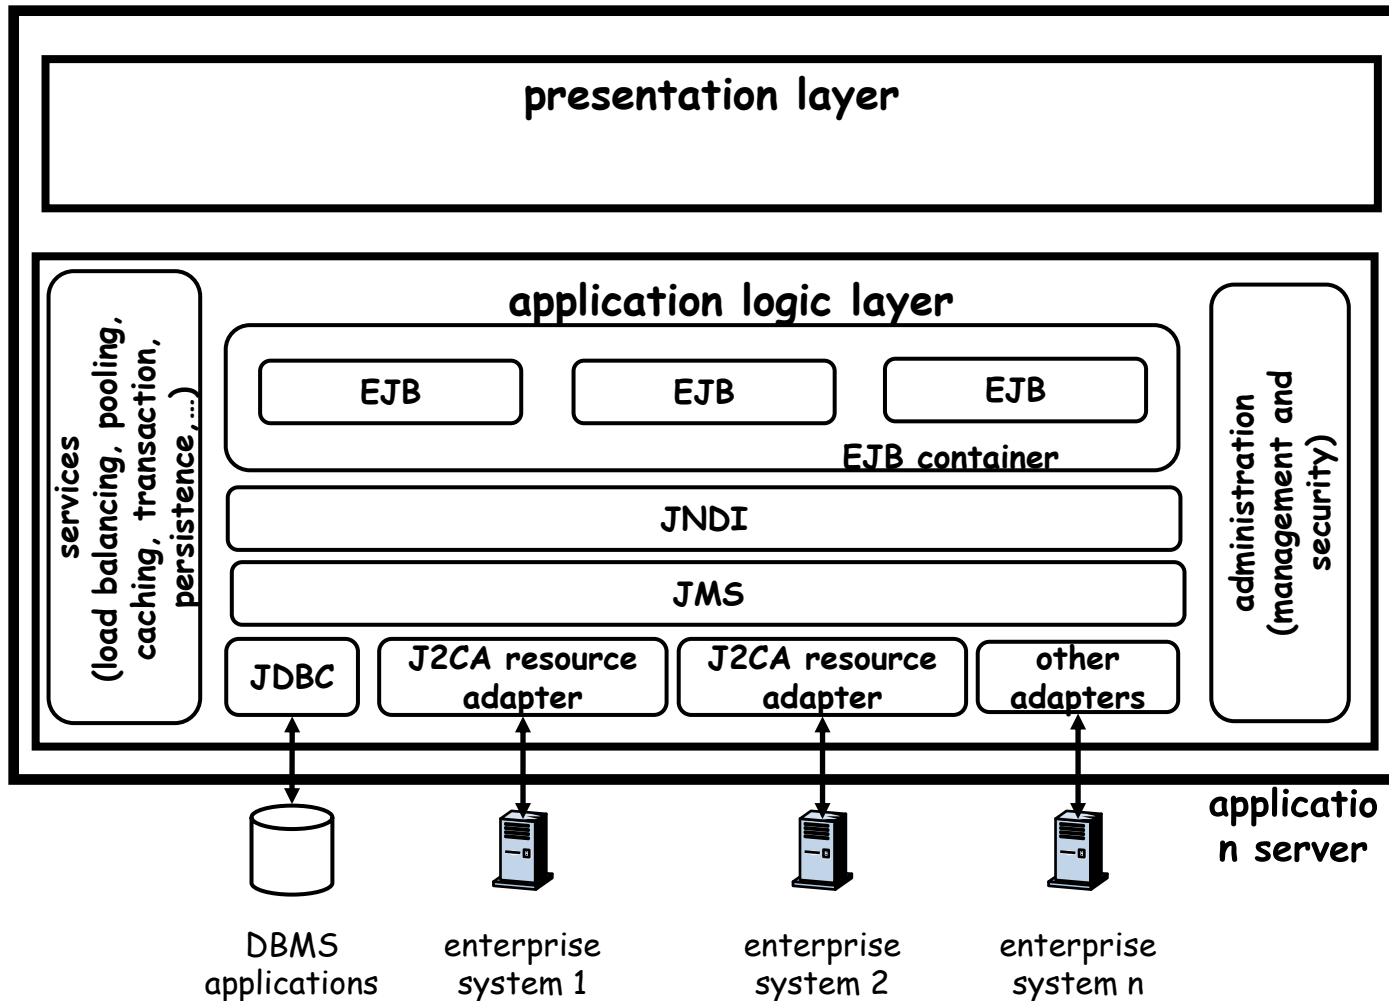 presentation layer
application logic layer
services
(load balancing, pooling,
caching, transaction,
persistence,…)
EJB
EJB
EJB
EJB container
JNDI
JMS
JDBC
J2CA resource
adapter
J2CA resource
adapter
other
adapters
administration
(management and
security)
applicatio
n server
DBMS
applications
enterprise
system 1
enterprise
system 2
enterprise
system n